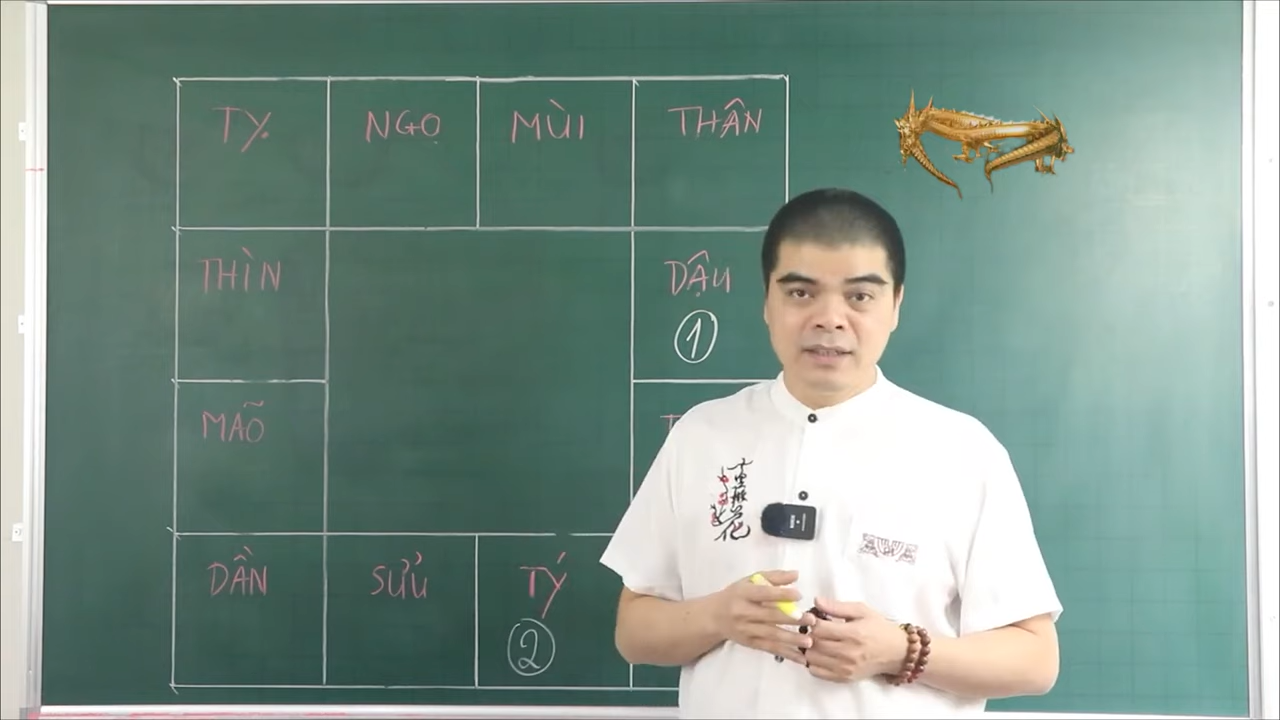 TỴ NGỌ MÙI THÂN
THÌN DẬU
1
MÃO
DẦN SỬU TÝ
2